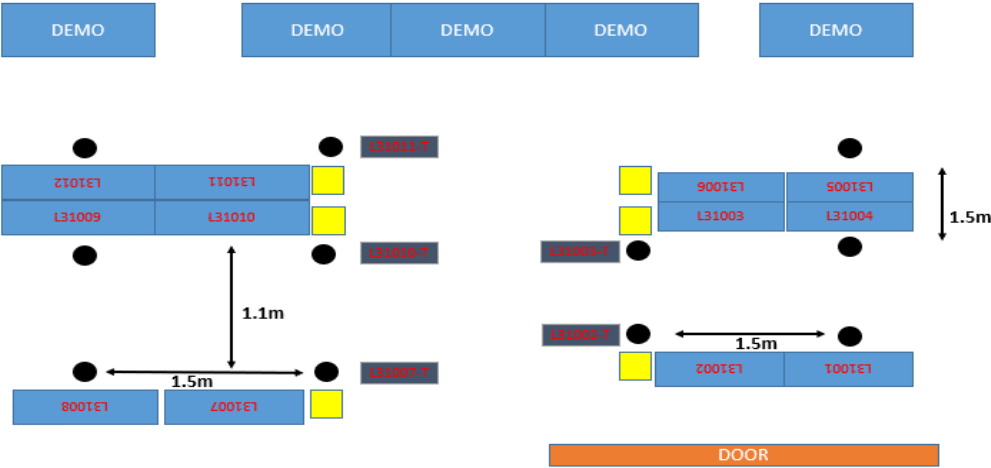 DEMO DEMO DEMO DEMO DEMO
L31011-T
L31012 L31011
L31009 L31010
L31006 L31005
L31003 L31004
1.5m
L31010-T
L31003-T
1.1m
L31002-T
1.5m
L31002 L31001
L31007-T
1.5m
L31008 L31007
DOOR